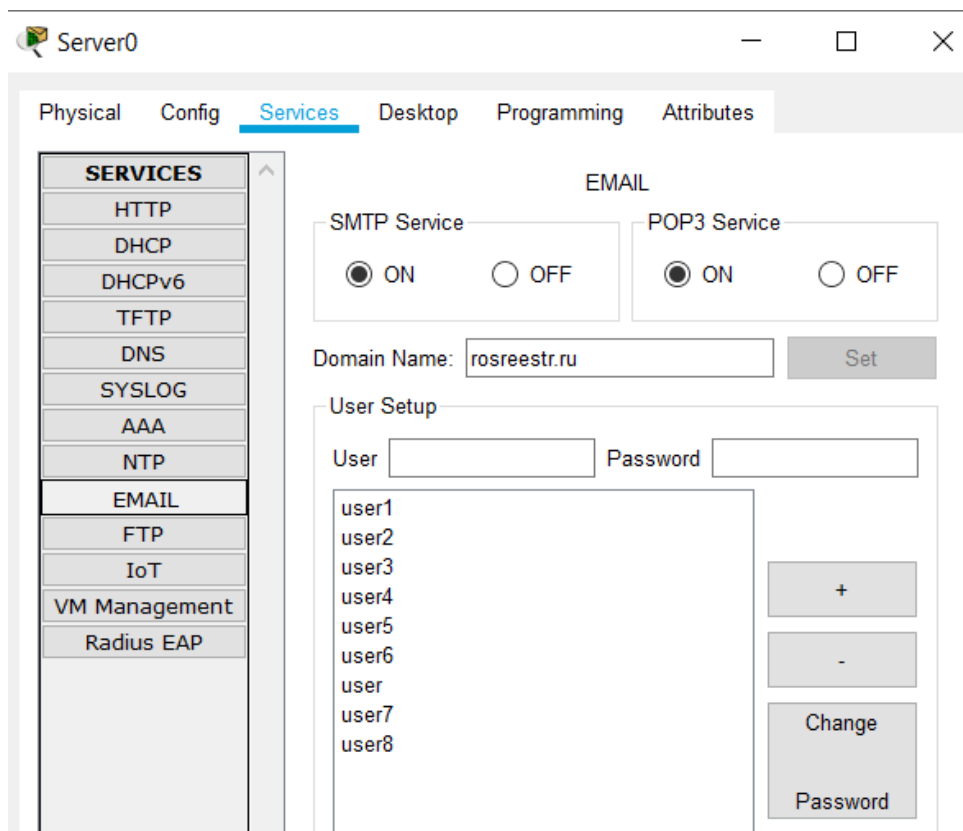 Server0
Physical Config Services Desktop Programming Attributes
SERVICES
HTTP
DHCP
DHCPv6
TFTP
DNS
SYSLOG
AAA
NTP
EMAIL
FTP
IoT
VM Management
Radius EAP
EMAIL
SMTP Service
ON OFF
POP3 Service
ON OFF
Domain Name: rosreestr.ru Set
User Setup
User Password
user1
user2
user3
user4
user5
user6
user
user7
user8
+
-
Change
Password